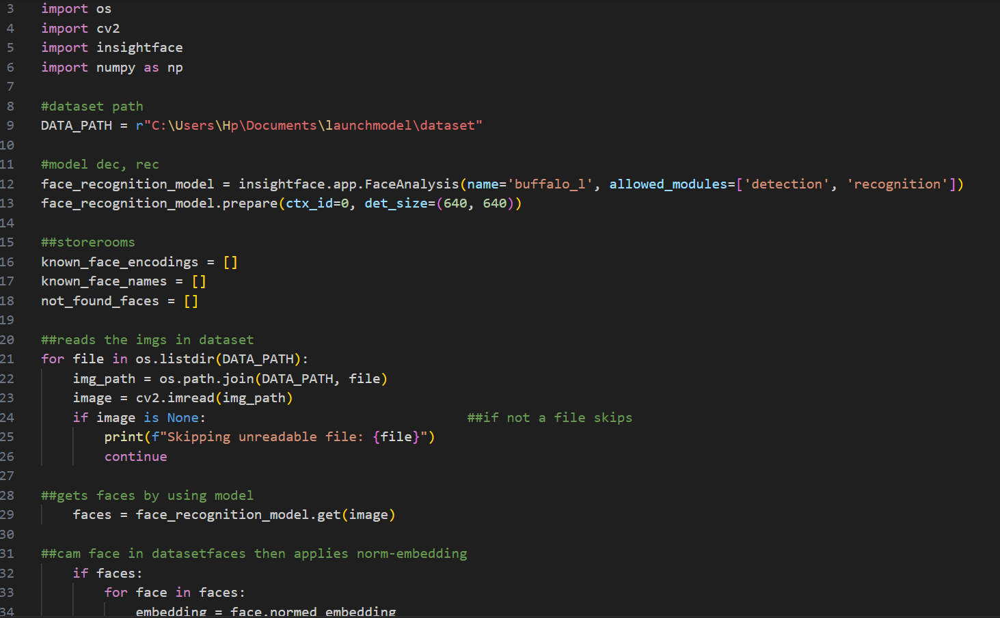 3 import os
4 import cv2
5 import insightface
6 import numpy as np
7
8 #dataset path
9 DATA_PATH = r"C:\Users\Hp\Documents\launchmodel\dataset"
10
11 #model dec, rec
12 face_recognition_model = insightface.app.FaceAnalysis(name='buffalo_l', allowed_modules=['detection', 'recognition'])
13 face_recognition_model.prepare(ctx_id=0, det_size=(640, 640))
14
15 ##storerooms
16 known_face_encodings = []
17 known_face_names = []
18 not_found_faces = []
19
20 ##reads the imgs in dataset
21 for file in os.listdir(DATA_PATH):
22     img_path = os.path.join(DATA_PATH, file)
23     image = cv2.imread(img_path)
24     if image is None:                                 ##if not a file skips
25         print(f"Skipping unreadable file: {file}")
26         continue
27
28 ##gets faces by using model
29     faces = face_recognition_model.get(image)
30
31 ##cam face in datasetfaces then applies norm-embedding
32     if faces:
33         for face in faces:
34             embedding = face.normed_embedding